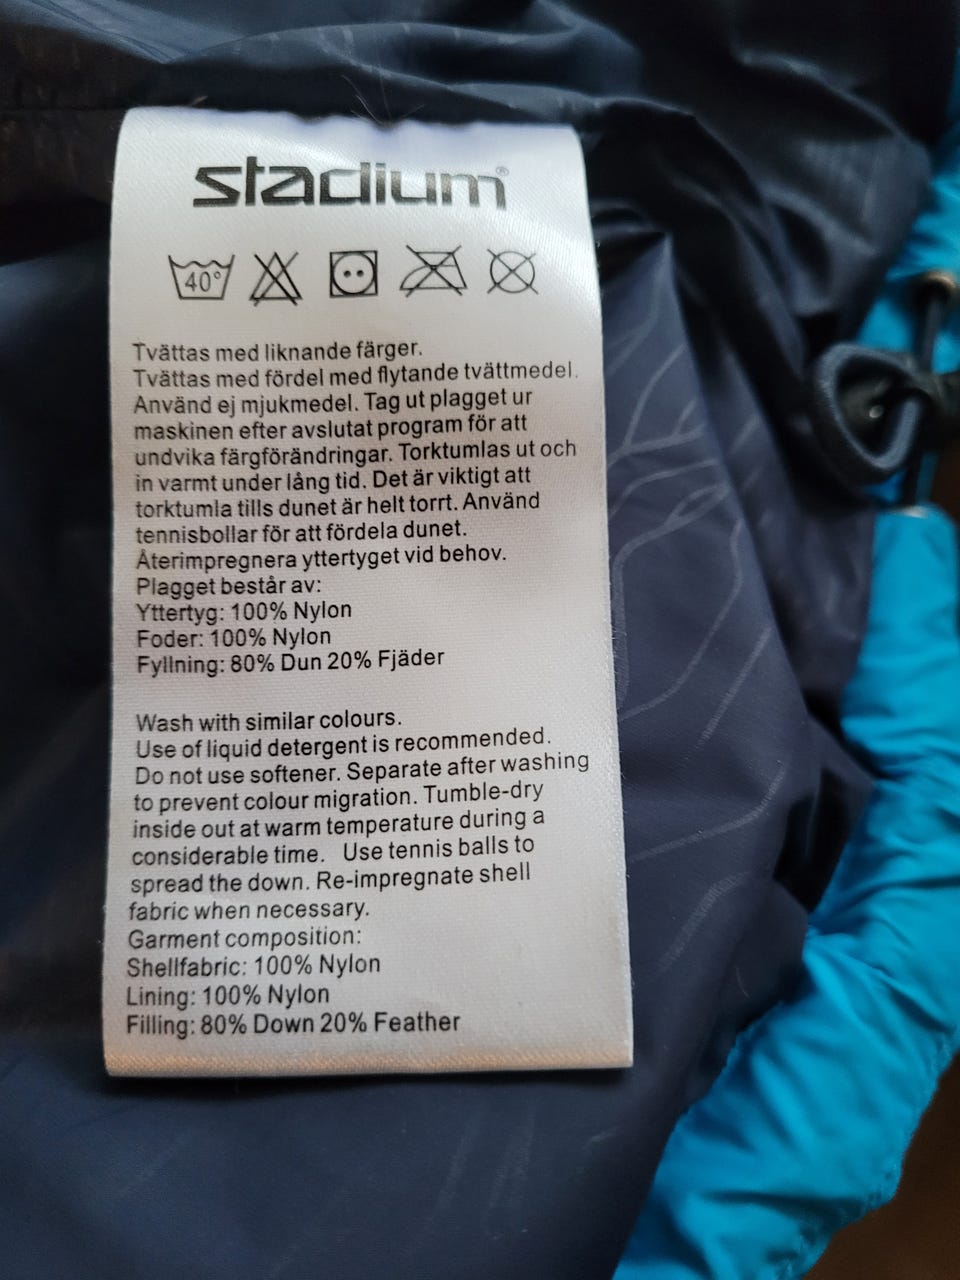 stadium®
40°
Tvättas med liknande färger.
Tvättas med fördel med flytande tvättmedel.
Använd ej mjukmedel. Tag ut plagget ur
maskinen efter avslutat program för att
undvika färgförändringar. Torktumlas ut och
in varmt under lång tid. Det är viktigt att
torktumla tills dunet är helt torrt. Använd
tennisbollar för att fördela dunet.
Återimpregnera yttertyget vid behov.
Plagget består av:
Yttertyg: 100% Nylon
Foder: 100% Nylon
Fyllning: 80% Dun 20% Fjäder
Wash with similar colours.
Use of liquid detergent is recommended.
Do not use softener. Separate after washing
to prevent colour migration. Tumble-dry
inside out at warm temperature during a
considerable time. Use tennis balls to
spread the down. Re-impregnate shell
fabric when necessary.
Garment composition:
Shellfabric: 100% Nylon
Lining: 100% Nylon
Filling: 80% Down 20% Feather